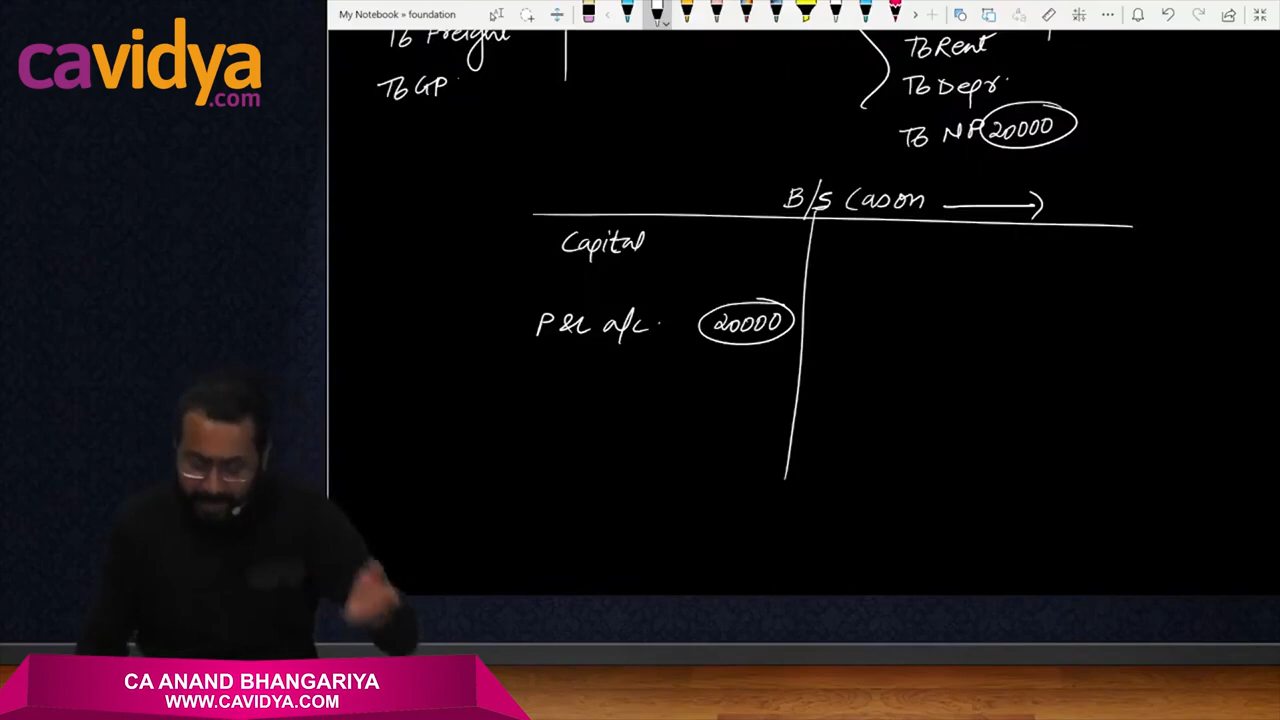 My Notebook » foundation
cavidya
.com
To Freight
To GP
To Rent
To Depr.
To NP 20000
B/S (as on
Capital
P&L a/c. 20000
CA ANAND BHANGARIYA
WWW.CAVIDYA.COM